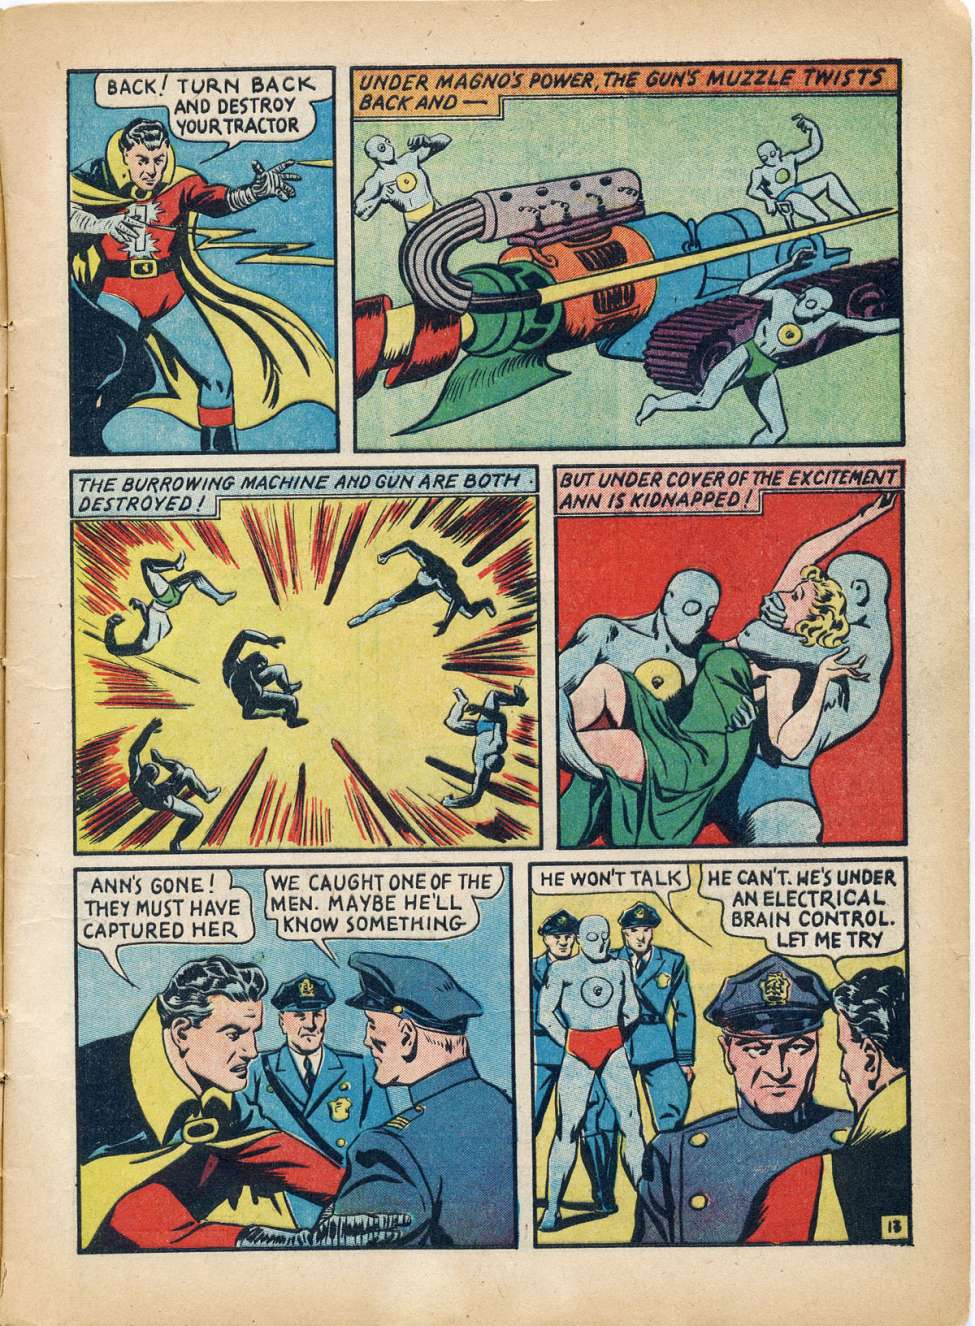 BACK! TURN BACK
AND DESTROY
YOUR TRACTOR
UNDER MAGNO'S POWER, THE GUN'S MUZZLE TWISTS
BACK AND —
THE BURROWING MACHINE AND GUN ARE BOTH
DESTROYED!
BUT UNDER COVER OF THE EXCITEMENT
ANN IS KIDNAPPED!
ANN'S GONE!
THEY MUST HAVE
CAPTURED HER
WE CAUGHT ONE OF THE
MEN. MAYBE HE'LL
KNOW SOMETHING
HE WON'T TALK
HE CAN'T. HE'S UNDER
AN ELECTRICAL
BRAIN CONTROL.
LET ME TRY
13